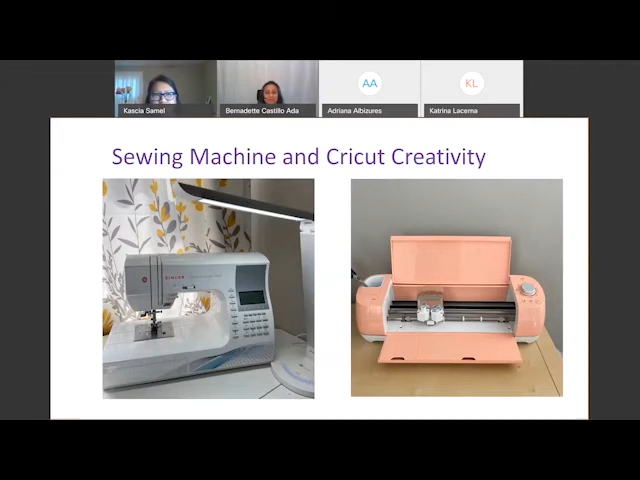 Kascia Samel
Bernadette Castillo Ada
AA
Adriana Albizures
KL
Katrina Lacerna
Sewing Machine and Cricut Creativity
SINGER